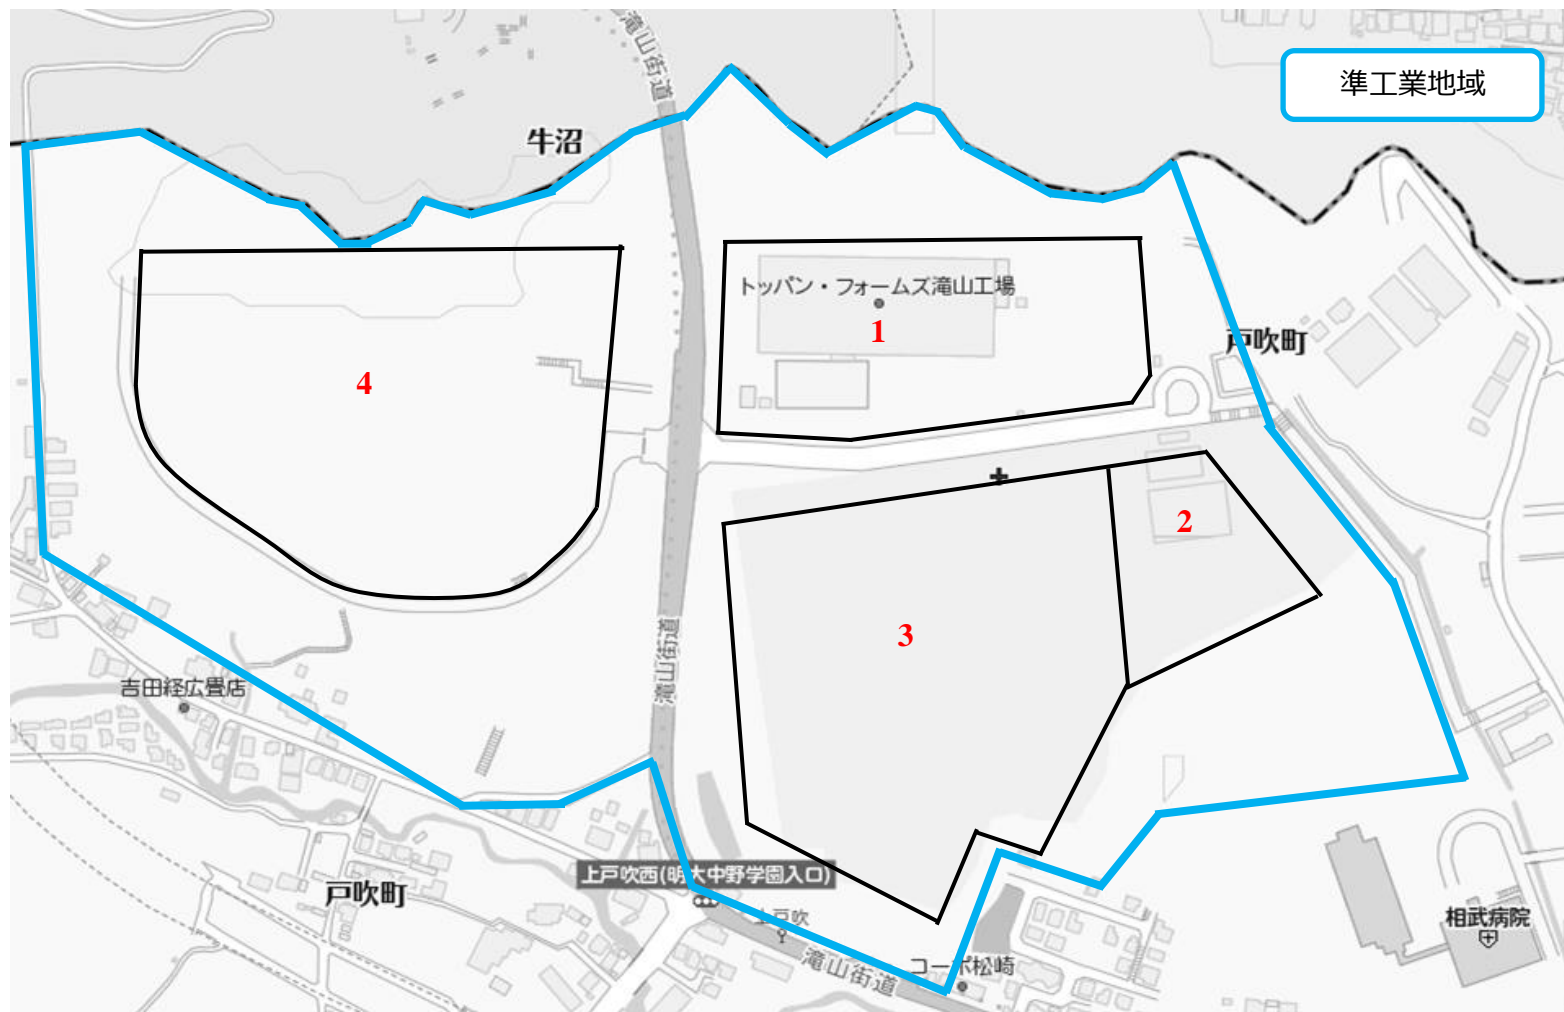 滝山街道
準工業地域
牛沼
トッパン・フォームズ滝山工場
1
戸吹町
4
2
3
滝山街道
吉田経広畳店
上戸吹西(明大中野学園入口)
戸吹町
上戸吹
相武病院
滝山街道
コーポ松崎